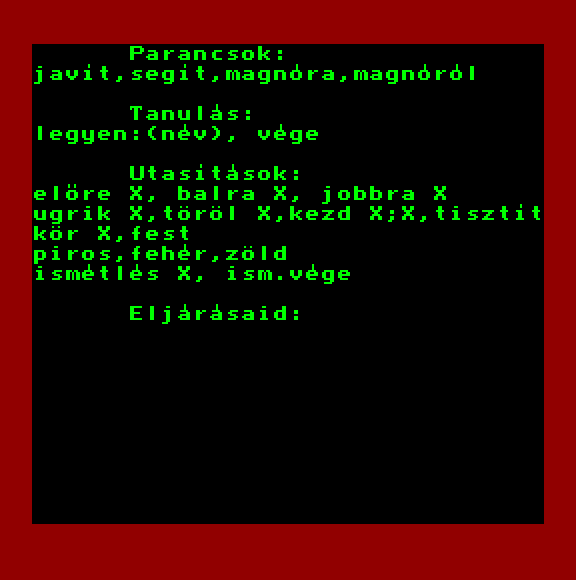 Parancsok:
javit,segit,magnóra,magnóról
Tanulás:
legyen:(név), vége
Utasitások:
elöre X, balra X, jobbra X
ugrik X,töröl X,kezd X;X,tisztit
kör X,fest
piros,fehér,zöld
ismétlés X, ism.vége
Eljárásaid: